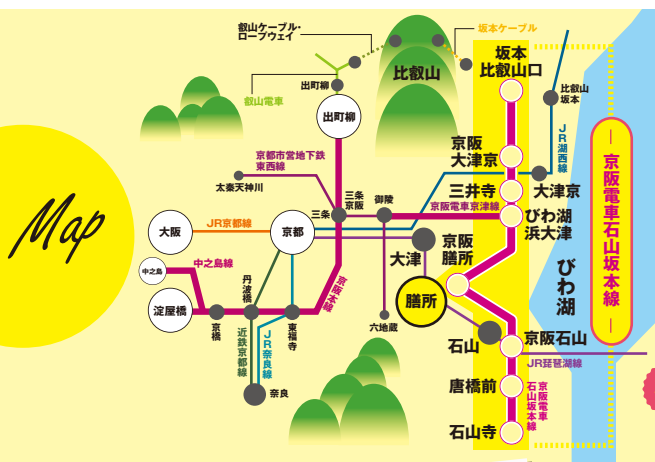 叡山ケーブル・
ロープウェイ
坂本ケーブル
坂本
比叡山口
比叡山
出町柳
叡山電車
比叡山
坂本
出町柳
JR湖西線
京都市営地下鉄
東西線
京阪
大津京
太秦天神川
三井寺
大津京
三条
京阪
御陵
京阪電車京津線
三条
びわ湖
浜大津
Map
大阪
JR京都線
京都
大津
京阪
膳所
びわ湖
京阪電車石山坂本線
中之島
中之島線
丹波橋
京阪本線
膳所
淀屋橋
京橋
東福寺
六地蔵
石山
京阪石山
近鉄京都線
JR奈良線
JR琵琶湖線
唐橋前
京阪電車
石山坂本線
奈良
石山寺